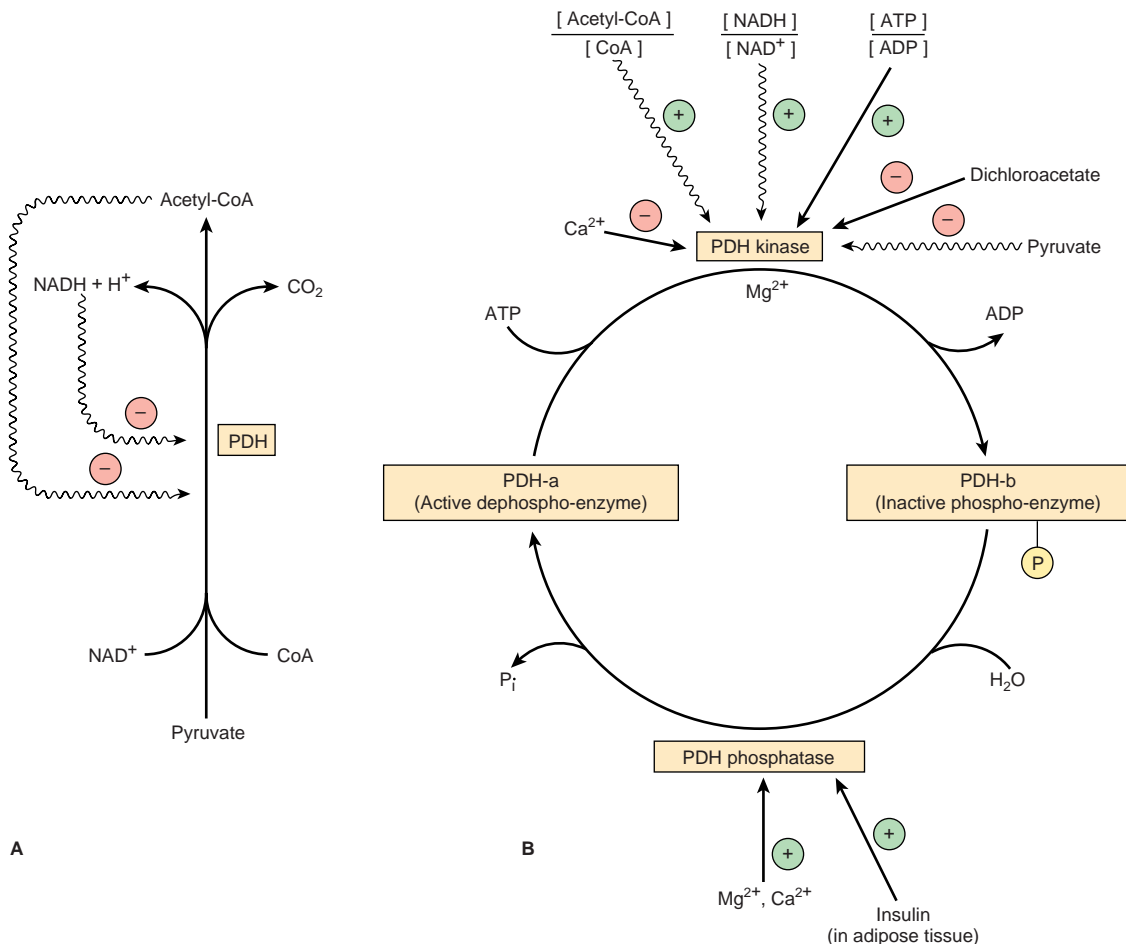 Acetyl-CoA
NADH + H⁺
CO₂
−
−
PDH
NAD⁺
CoA
Pyruvate
A
[ Acetyl-CoA ]
[ CoA ]
[ NADH ]
[ NAD⁺ ]
[ ATP ]
[ ADP ]
+
+
+
−
Dichloroacetate
−
Pyruvate
Ca²⁺
−
PDH kinase
Mg²⁺
ATP
ADP
PDH-a
(Active dephospho-enzyme)
PDH-b
(Inactive phospho-enzyme)
P
Pᵢ
H₂O
PDH phosphatase
+
+
Mg²⁺, Ca²⁺
Insulin
(in adipose tissue)
B